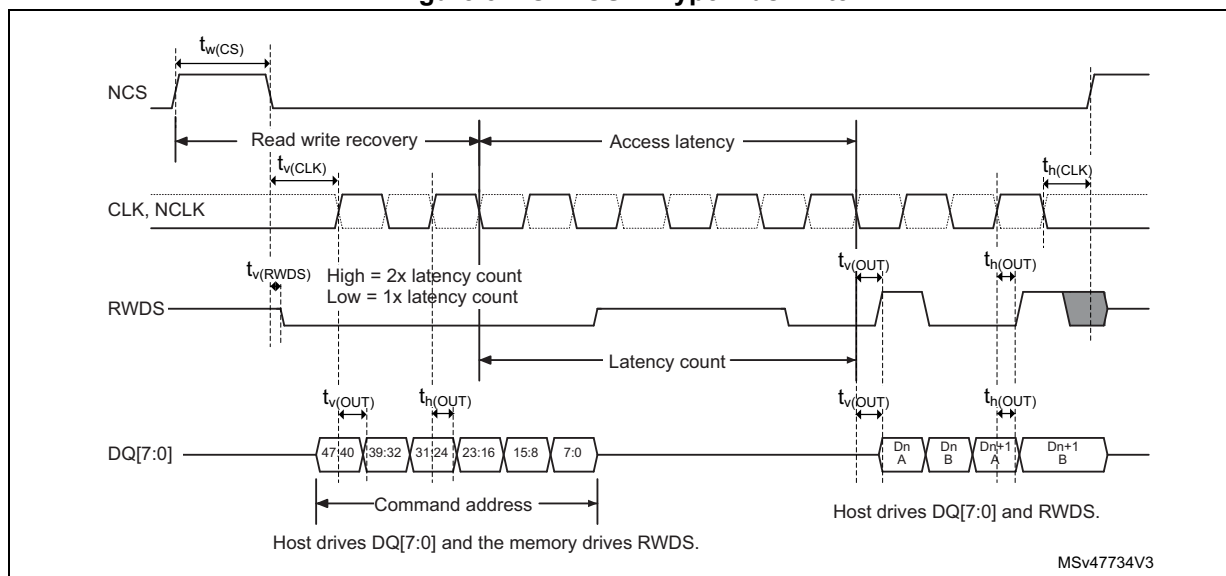 t_w(CS)
NCS
Read write recovery
Access latency
t_v(CLK)
t_h(CLK)
CLK, NCLK
t_v(RWDS)
High = 2x latency count
Low = 1x latency count
t_v(OUT)
t_h(OUT)
RWDS
Latency count
t_v(OUT)
t_h(OUT)
t_v(OUT)
t_h(OUT)
DQ[7:0]
47:40 39:32 31:24 23:16 15:8 7:0
Dn A
Dn B
Dn+1 A
Dn+1 B
Command address
Host drives DQ[7:0] and RWDS.
Host drives DQ[7:0] and the memory drives RWDS.
MSv47734V3